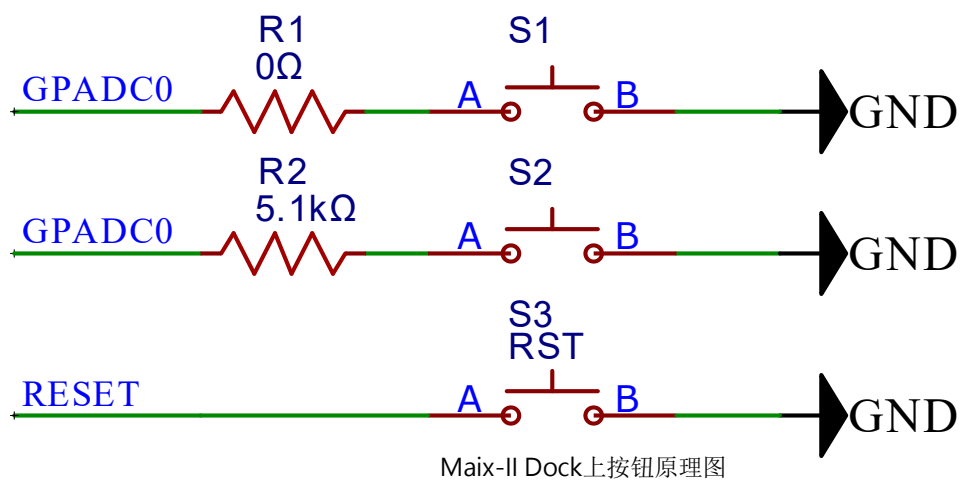 R1
0Ω
S1
GPADC0
A
B
GND
R2
5.1kΩ
S2
GPADC0
A
B
GND
S3
RST
RESET
A
B
GND
Maix-II Dock上按钮原理图